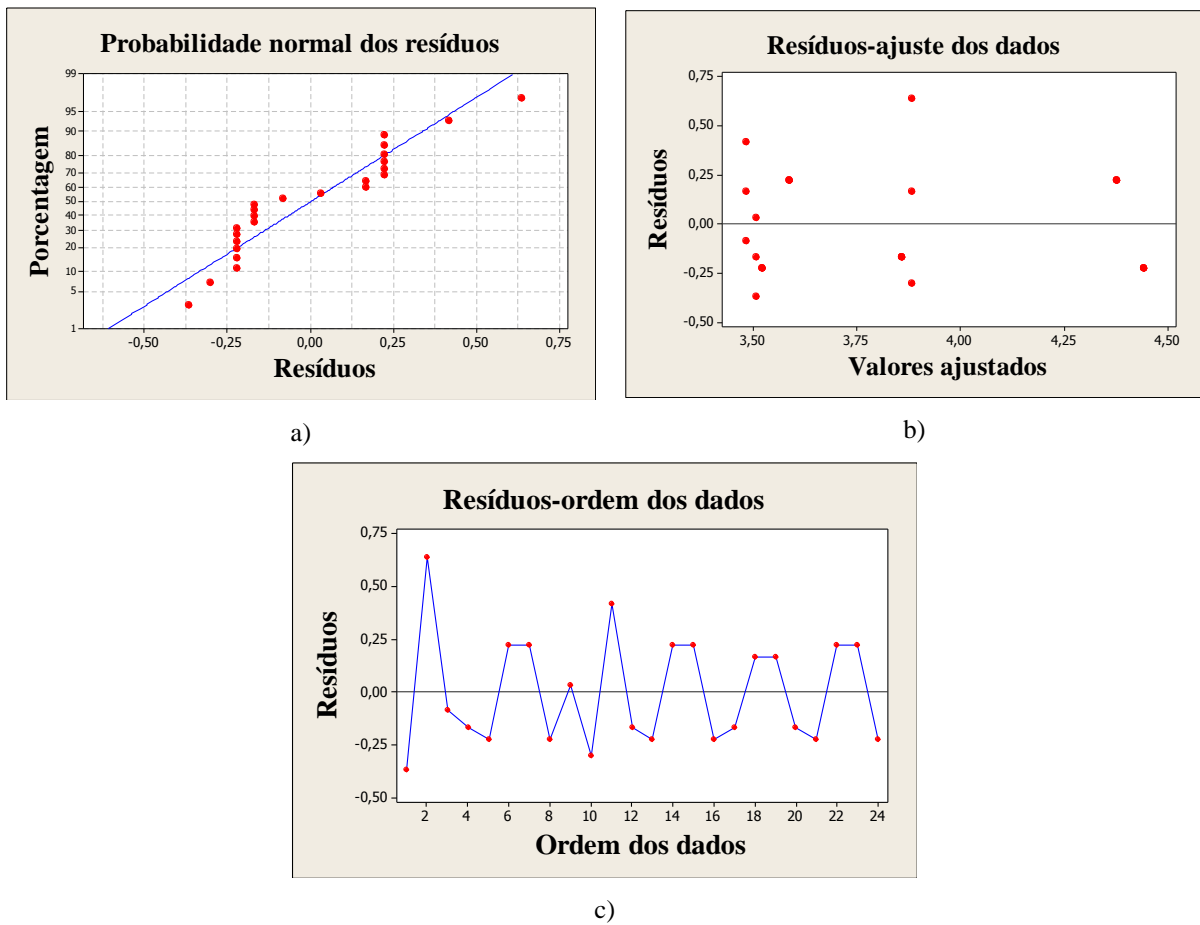 Probabilidade normal dos resíduos
Porcentagem
99
95
90
80
70
60
50
40
30
20
10
5
1
-0,50 -0,25 0,00 0,25 0,50 0,75
Resíduos
a)
Resíduos-ajuste dos dados
Resíduos
0,75
0,50
0,25
0,00
-0,25
-0,50
3,50 3,75 4,00 4,25 4,50
Valores ajustados
b)
Resíduos-ordem dos dados
Resíduos
0,75
0,50
0,25
0,00
-0,25
-0,50
2 4 6 8 10 12 14 16 18 20 22 24
Ordem dos dados
c)